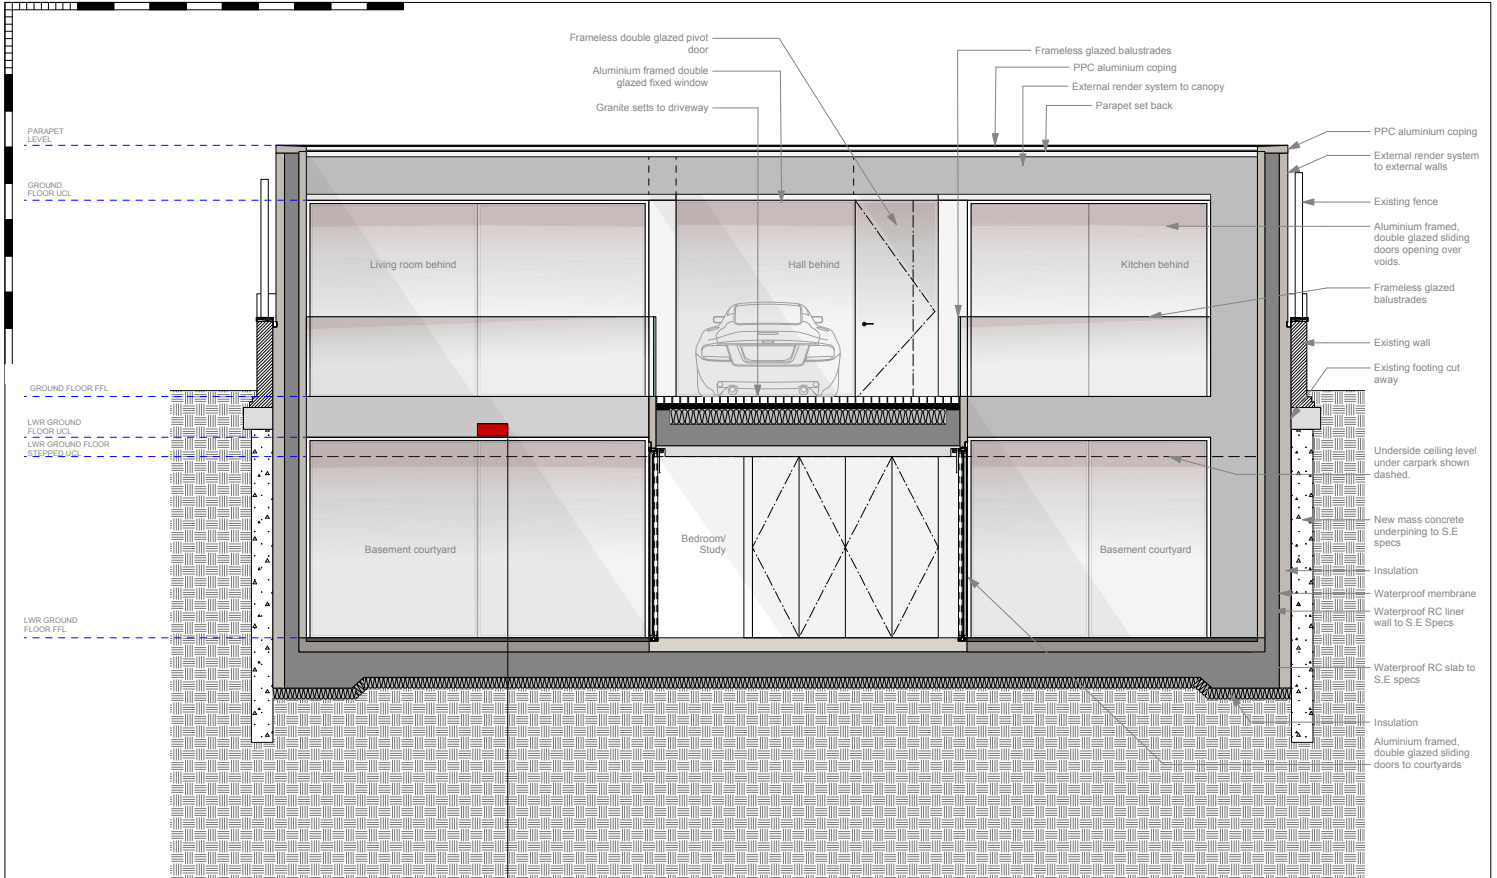 Frameless double glazed pivot
door
Aluminium framed double
glazed fixed window
Granite setts to driveway
Frameless glazed balustrades
PPC aluminium coping
External render system to canopy
Parapet set back
PARAPET
LEVEL
GROUND
FLOOR UCL
GROUND FLOOR FFL
LWR GROUND
FLOOR UCL
LWR GROUND FLOOR
STEPPED UCL
LWR GROUND
FLOOR FFL
Living room behind
Hall behind
Kitchen behind
Basement courtyard
Bedroom/
Study
Basement courtyard
PPC aluminium coping
External render system
to external walls
Existing fence
Aluminium framed,
double glazed sliding
doors opening over
voids.
Frameless glazed
balustrades
Existing wall
Existing footing cut
away
Underside ceiling level
under carpark shown
dashed.
New mass concrete
underpining to S.E
specs
Insulation
Waterproof membrane
Waterproof RC liner
wall to S.E Specs
Waterproof RC slab to
S.E specs
Insulation
Aluminium framed,
double glazed sliding
doors to courtyards